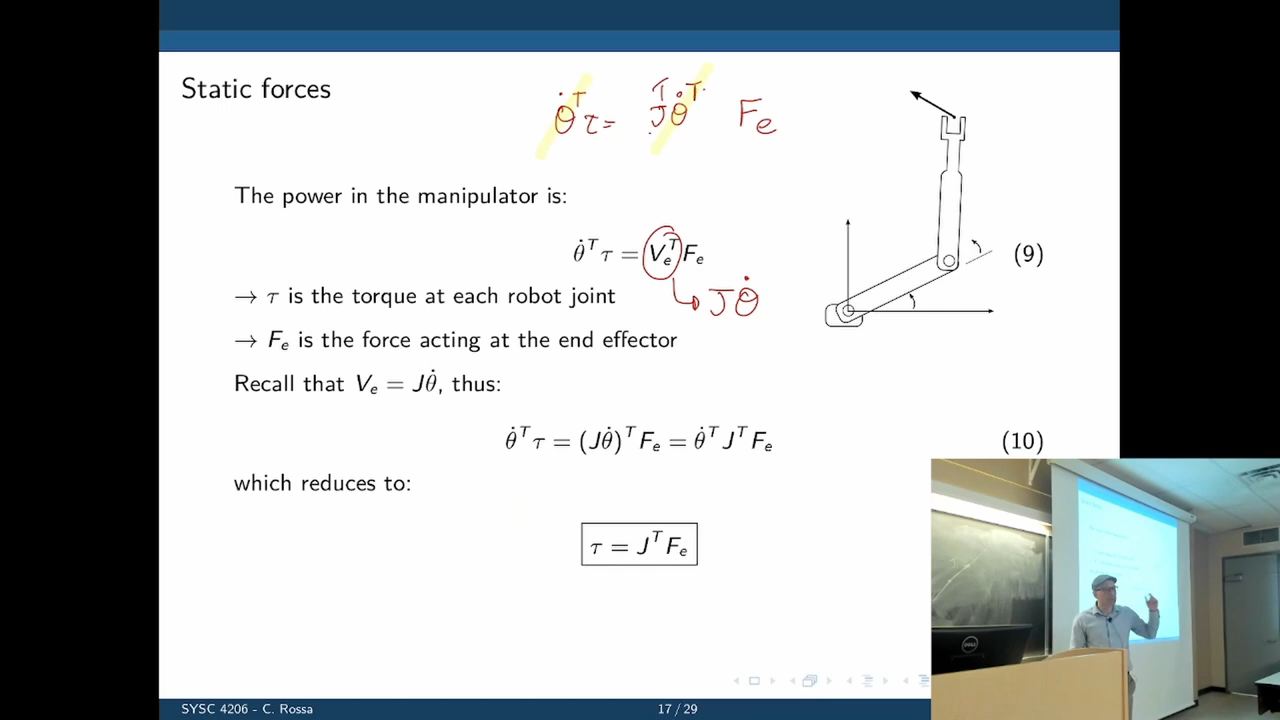 Static forces
θ̇ᵀτ = Jᵀθ̇ᵀ Fₑ
The power in the manipulator is:
θ̇ᵀτ = VₑᵀFₑ (9)
→ τ is the torque at each robot joint
Jθ̇
→ Fₑ is the force acting at the end effector
Recall that Vₑ = Jθ̇, thus:
θ̇ᵀτ = (Jθ̇)ᵀFₑ = θ̇ᵀJᵀFₑ (10)
which reduces to:
τ = JᵀFₑ
DELL
SYSC 4206 - C. Rossa 17 / 29